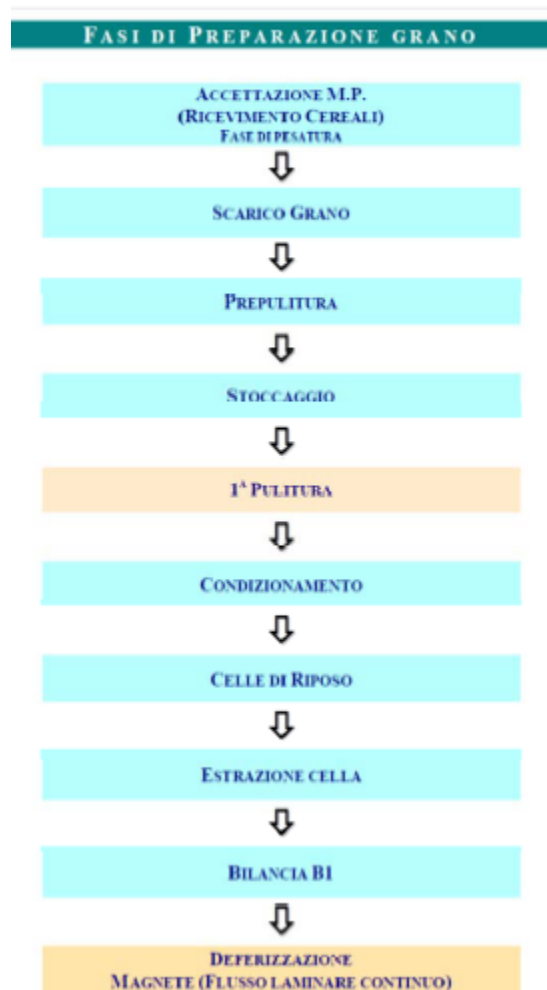 FASI DI PREPARAZIONE GRANO
ACCETTAZIONE M.P.
(RICEVIMENTO CEREALI)
FASE DI PESATURA
SCARICO GRANO
PREPULITURA
STOCCAGGIO
1ᴬ PULITURA
CONDIZIONAMENTO
CELLE DI RIPOSO
ESTRAZIONE CELLA
BILANCIA B1
DEFERIZZAZIONE
MAGNETE (FLUSSO LAMINARE CONTINUO)